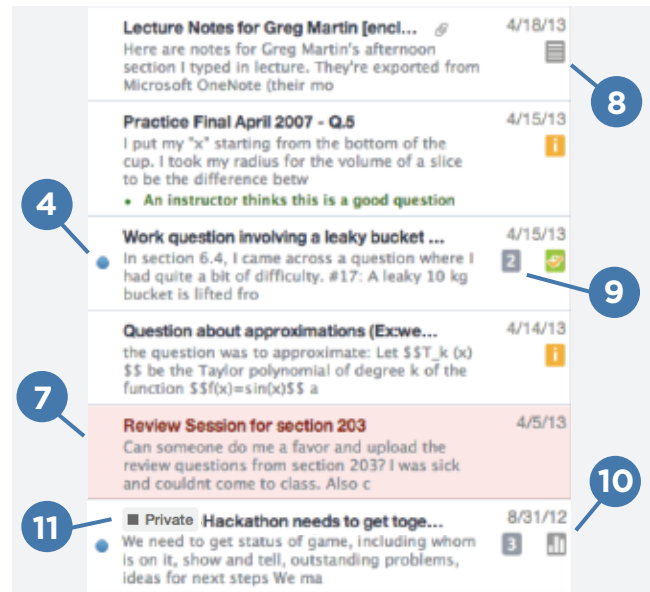 Lecture Notes for Greg Martin [encl... 4/18/13
Here are notes for Greg Martin's afternoon
section I typed in lecture. They're exported from
Microsoft OneNote (their mo
8
Practice Final April 2007 - Q.5 4/15/13
I put my "x" starting from the bottom of the
cup. I took my radius for the volume of a slice
to be the difference betw
i
• An instructor thinks this is a good question
4
Work question involving a leaky bucket ... 4/15/13
In section 6.4, I came across a question where I
had quite a bit of difficulty. #17: A leaky 10 kg
bucket is lifted fro
2
9
Question about approximations (Ex:we... 4/14/13
the question was to approximate: Let $$T_k (x)
$$ be the Taylor polynomial of degree k of the
function $$f(x)=sin(x)$$ a
i
7
Review Session for section 203 4/5/13
Can someone do me a favor and upload the
review questions from section 203? I was sick
and couldnt come to class. Also c
10
11
Private Hackathon needs to get toge... 8/31/12
We need to get status of game, including whom
is on it, show and tell, outstanding problems,
ideas for next steps We ma
3